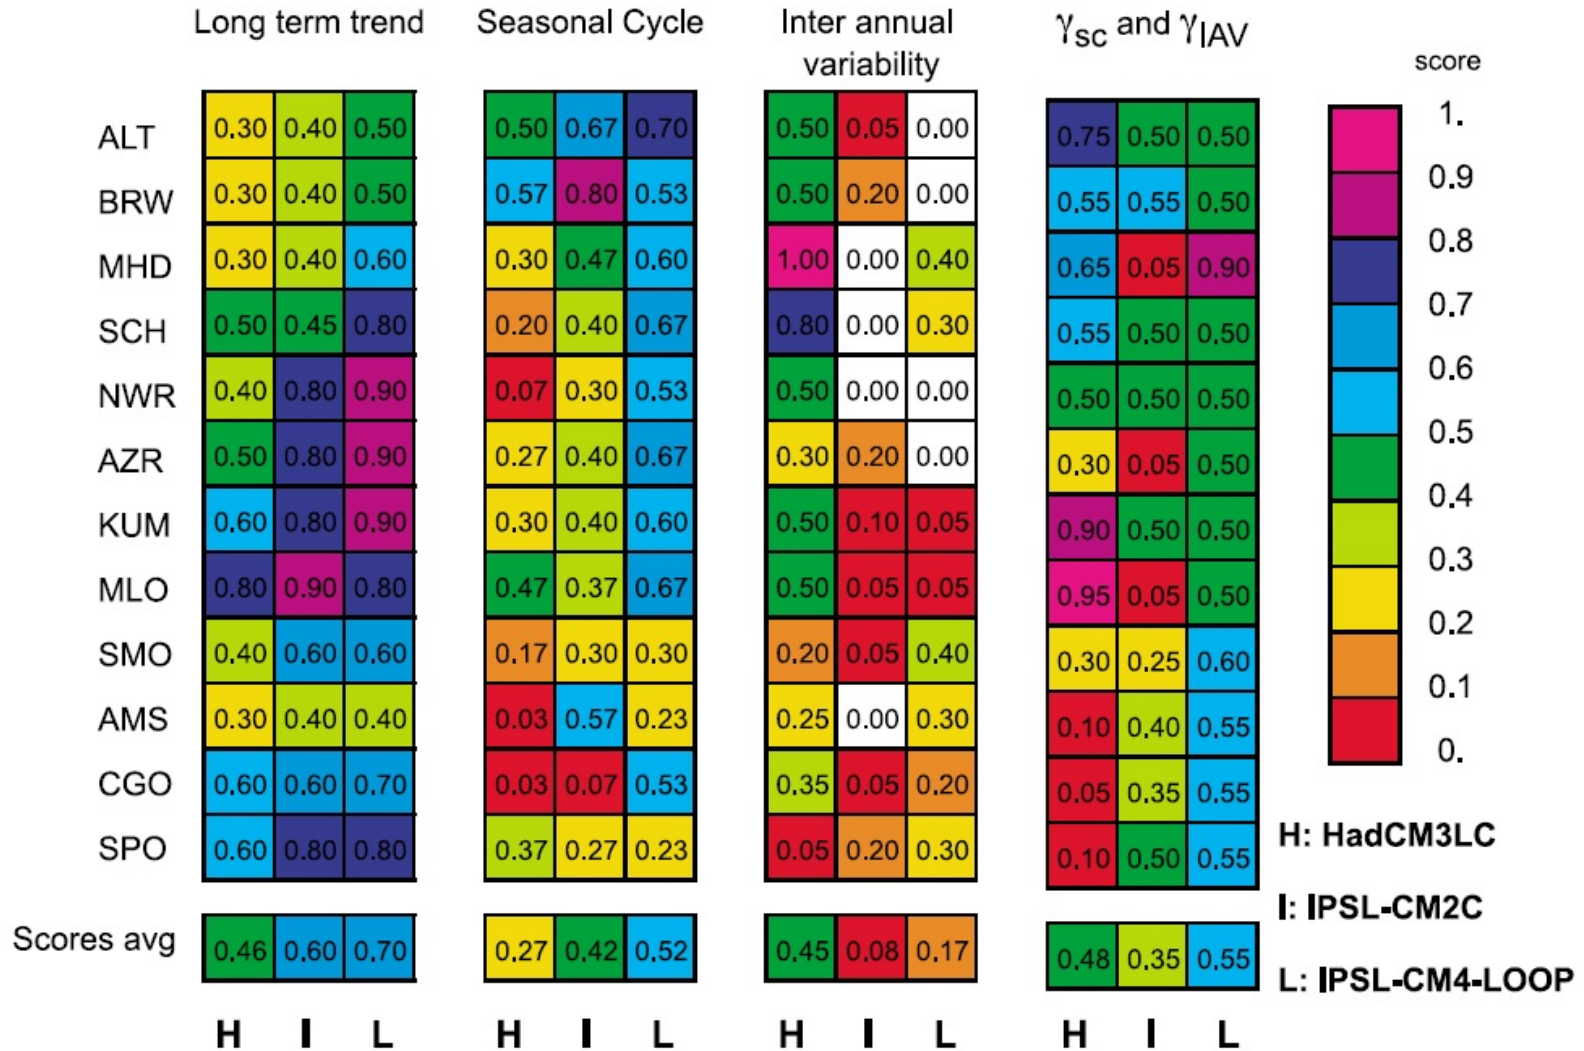 Long term trend Seasonal Cycle Inter annual variability γSC and γIAV
score
ALT 0.30 0.40 0.50 0.50 0.67 0.70 0.50 0.05 0.00 0.75 0.50 0.50
BRW 0.30 0.40 0.50 0.57 0.80 0.53 0.50 0.20 0.00 0.55 0.55 0.50
MHD 0.30 0.40 0.60 0.30 0.47 0.60 1.00 0.00 0.40 0.65 0.05 0.90
SCH 0.50 0.45 0.80 0.20 0.40 0.67 0.80 0.00 0.30 0.55 0.50 0.50
NWR 0.40 0.80 0.90 0.07 0.30 0.53 0.50 0.00 0.00 0.50 0.50 0.50
AZR 0.50 0.80 0.90 0.27 0.40 0.67 0.30 0.20 0.00 0.30 0.05 0.50
KUM 0.60 0.80 0.90 0.30 0.40 0.60 0.50 0.10 0.05 0.90 0.50 0.50
MLO 0.80 0.90 0.80 0.47 0.37 0.67 0.50 0.05 0.05 0.95 0.05 0.50
SMO 0.40 0.60 0.60 0.17 0.30 0.30 0.20 0.05 0.40 0.30 0.25 0.60
AMS 0.30 0.40 0.40 0.03 0.57 0.23 0.25 0.00 0.30 0.10 0.40 0.55
CGO 0.60 0.60 0.70 0.03 0.07 0.53 0.35 0.05 0.20 0.05 0.35 0.55
SPO 0.60 0.80 0.80 0.37 0.27 0.23 0.05 0.20 0.30 0.10 0.50 0.55
Scores avg 0.46 0.60 0.70 0.27 0.42 0.52 0.45 0.08 0.17 0.48 0.35 0.55
H I L H I L H I L H I L
1.
0.9
0.8
0.7
0.6
0.5
0.4
0.3
0.2
0.1
0.
H: HadCM3LC
I: IPSL-CM2C
L: IPSL-CM4-LOOP